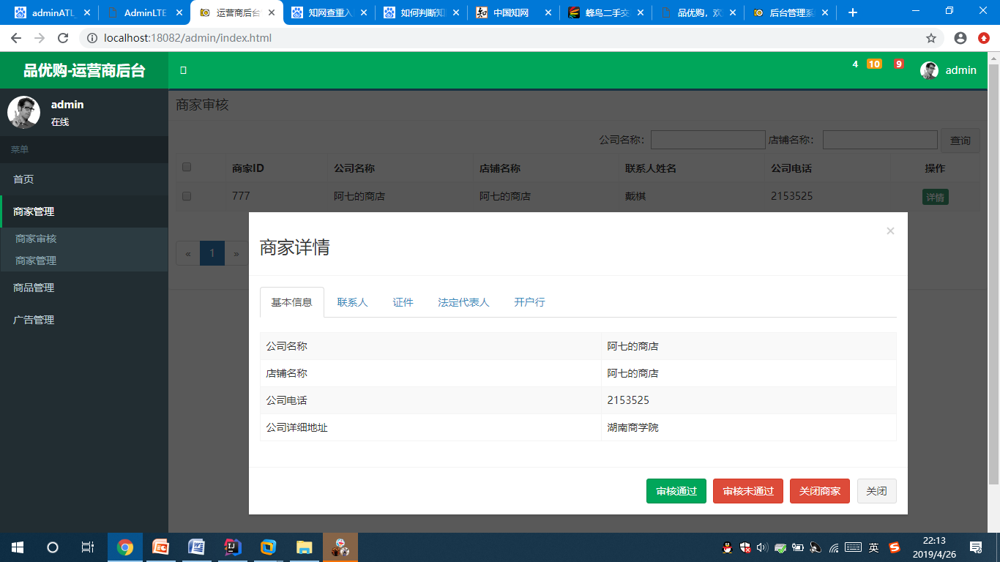 adminATL_
AdminLTE
运营商后台
知网查重入
如何判断知
中国知网
蜂鸟二手交
品优购，欢
后台管理系
localhost:18082/admin/index.html
品优购-运营商后台
4 10 9 admin
admin
在线
菜单
首页
商家管理
商家审核
商家管理
商品管理
广告管理
商家审核
公司名称： 店铺名称： 查询
商家ID 公司名称 店铺名称 联系人姓名 公司电话 操作
777 阿七的商店 阿七的商店 戴棋 2153525 详情
« 1 »
商家详情 ×
基本信息 联系人 证件 法定代表人 开户行
公司名称 阿七的商店
店铺名称 阿七的商店
公司电话 2153525
公司详细地址 湖南商学院
审核通过 审核未通过 关闭商家 关闭
英
22:13
2019/4/26